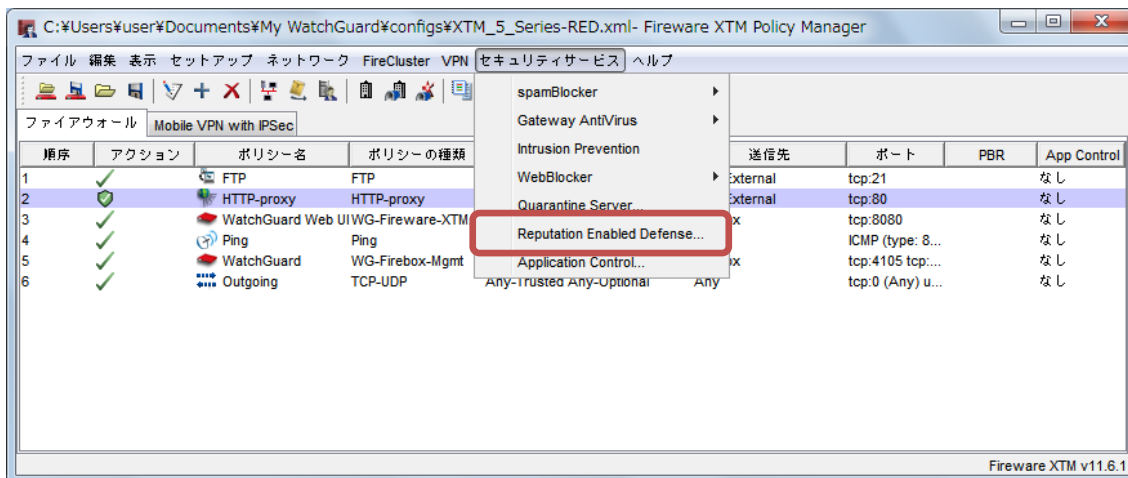 C:¥Users¥user¥Documents¥My WatchGuard¥configs¥XTM_5_Series-RED.xml- Fireware XTM Policy Manager
ファイル 編集 表示 セットアップ ネットワーク FireCluster VPN セキュリティサービス ヘルプ
spamBlocker
Gateway AntiVirus
Intrusion Prevention
WebBlocker
Quarantine Server...
Reputation Enabled Defense...
Application Control...
ファイアウォール Mobile VPN with IPSec
順序 アクション ポリシー名 ポリシーの種類 送信先 ポート PBR App Control
1 FTP FTP External tcp:21 なし
2 HTTP-proxy HTTP-proxy External tcp:80 なし
3 WatchGuard Web UI WG-Fireware-XTM tcp:8080 なし
4 Ping Ping ICMP (type: 8... なし
5 WatchGuard WG-Firebox-Mgmt tcp:4105 tcp:... なし
6 Outgoing TCP-UDP Any-Trusted Any-Optional Any tcp:0 (Any) u... なし
Fireware XTM v11.6.1